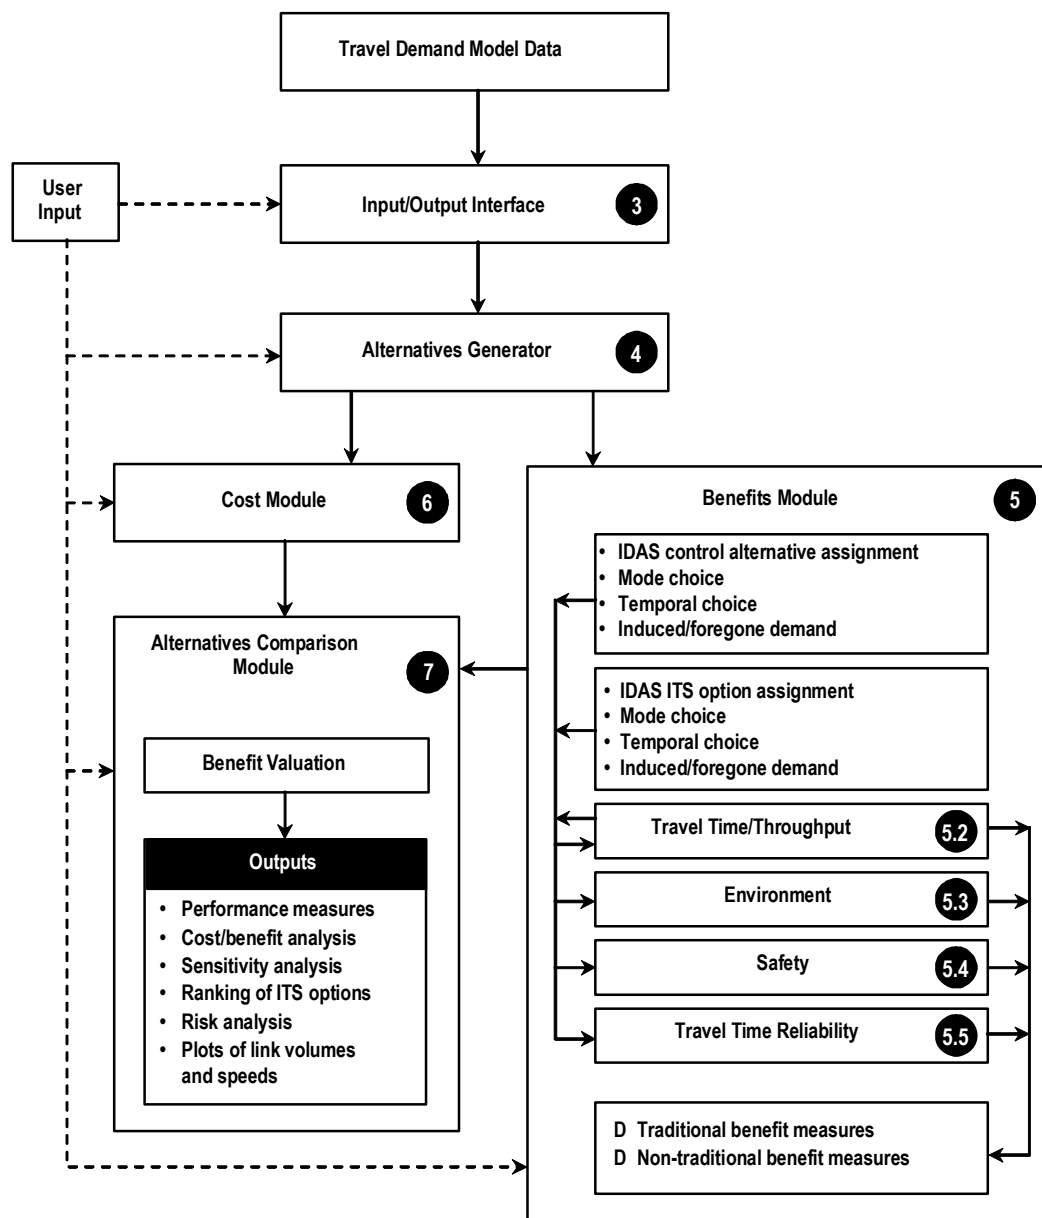 Travel Demand Model Data
User
Input
Input/Output Interface
3
Alternatives Generator
4
Cost Module
6
Benefits Module
5
• IDAS control alternative assignment
• Mode choice
• Temporal choice
• Induced/foregone demand
Alternatives Comparison
Module
7
• IDAS ITS option assignment
• Mode choice
• Temporal choice
• Induced/foregone demand
Benefit Valuation
Travel Time/Throughput
5.2
Outputs
• Performance measures
• Cost/benefit analysis
• Sensitivity analysis
• Ranking of ITS options
• Risk analysis
• Plots of link volumes
and speeds
Environment
5.3
Safety
5.4
Travel Time Reliability
5.5
D Traditional benefit measures
D Non-traditional benefit measures